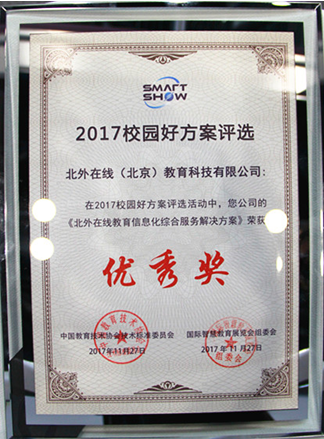 SMART
SHOW
2017校园好方案评选
北外在线（北京）教育科技有限公司：
在2017校园好方案评选活动中，您公司的
《北外在线教育信息化综合服务解决方案》荣获
优秀奖
中国教育技术协会技术标准委员会
2017年11月27日
国际智慧教育展览会组委会
2017年11月27日
组委会